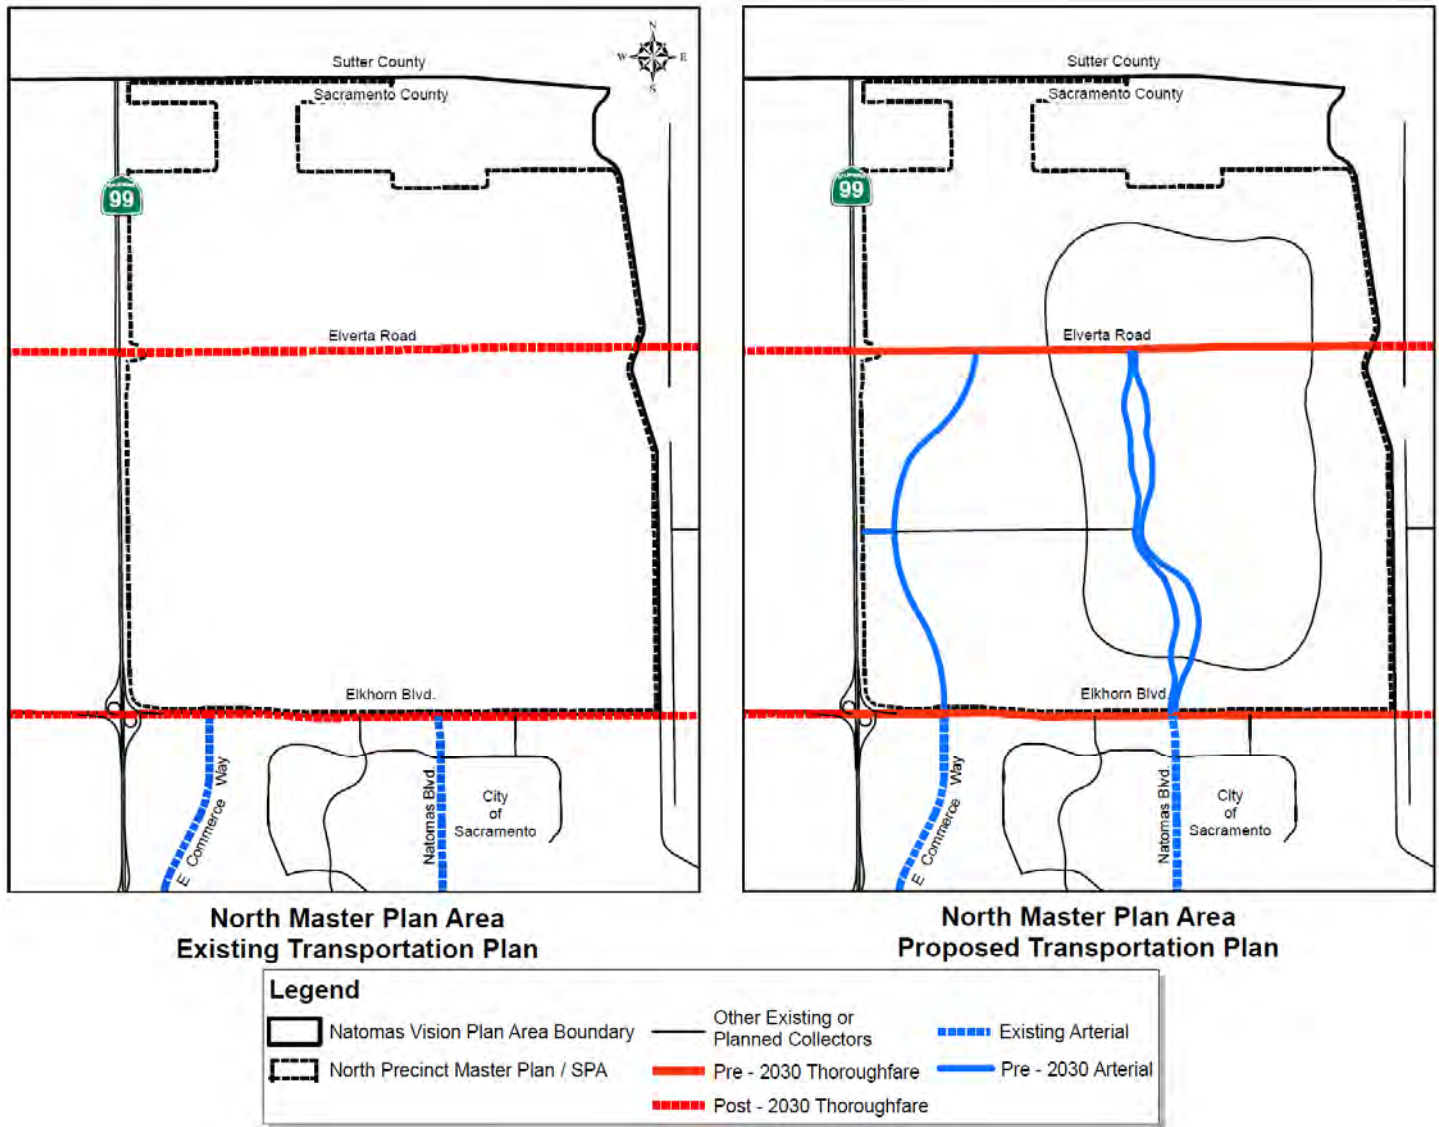 Sutter County
Sacramento County
N
W
E
S
99
Elverta Road
Elkhorn Blvd.
E Commerce Way
Natomas Blvd.
City
of
Sacramento
North Master Plan Area
Existing Transportation Plan
Sutter County
Sacramento County
99
Elverta Road
Elkhorn Blvd.
E Commerce Way
Natomas Blvd.
City
of
Sacramento
North Master Plan Area
Proposed Transportation Plan
Legend
Natomas Vision Plan Area Boundary
North Precinct Master Plan / SPA
Other Existing or
Planned Collectors
Pre - 2030 Thoroughfare
Post - 2030 Thoroughfare
Existing Arterial
Pre - 2030 Arterial